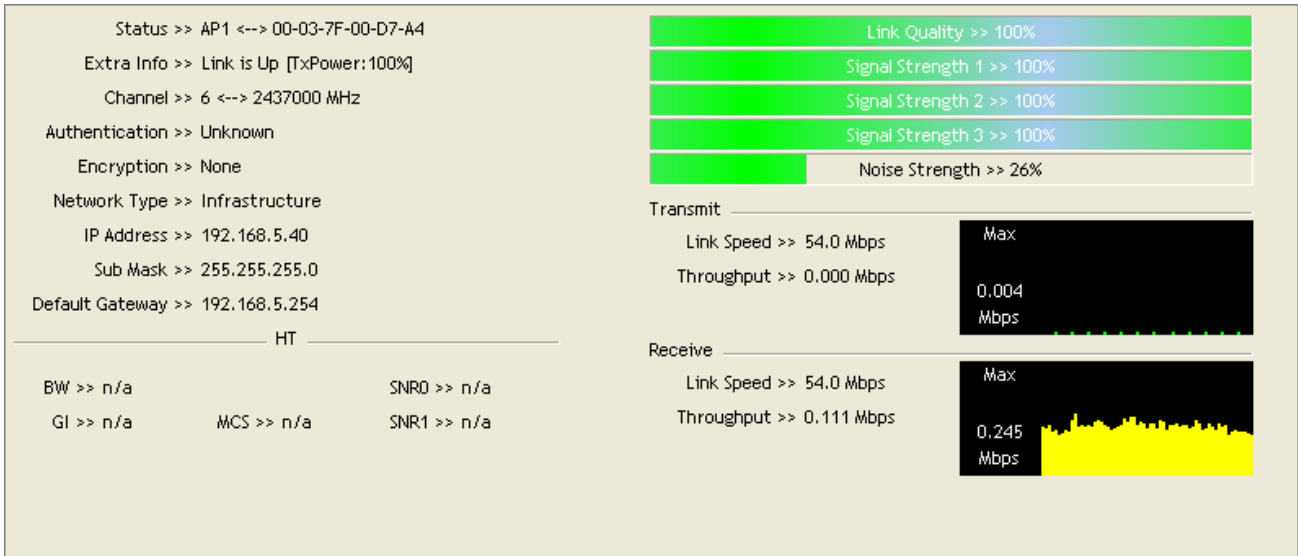 Status >> AP1 <--> 00-03-7F-00-D7-A4
Extra Info >> Link is Up [TxPower:100%]
Channel >> 6 <--> 2437000 MHz
Authentication >> Unknown
Encryption >> None
Network Type >> Infrastructure
IP Address >> 192.168.5.40
Sub Mask >> 255.255.255.0
Default Gateway >> 192.168.5.254
HT
BW >> n/a
SNR0 >> n/a
GI >> n/a
MCS >> n/a
SNR1 >> n/a
Link Quality >> 100%
Signal Strength 1 >> 100%
Signal Strength 2 >> 100%
Signal Strength 3 >> 100%
Noise Strength >> 26%
Transmit
Link Speed >> 54.0 Mbps
Throughput >> 0.000 Mbps
Max
0.004
Mbps
Receive
Link Speed >> 54.0 Mbps
Throughput >> 0.111 Mbps
Max
0.245
Mbps